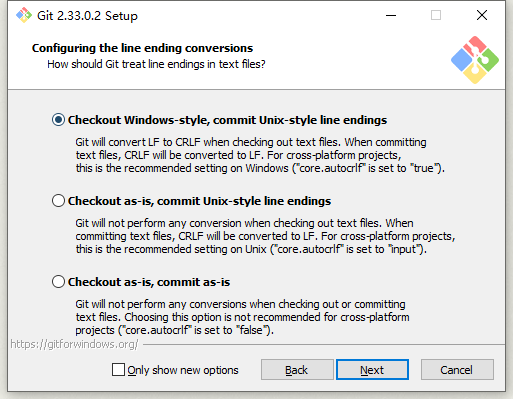 Git 2.33.0.2 Setup
Configuring the line ending conversions
How should Git treat line endings in text files?
Checkout Windows-style, commit Unix-style line endings
Git will convert LF to CRLF when checking out text files. When committing
text files, CRLF will be converted to LF. For cross-platform projects,
this is the recommended setting on Windows ("core.autocrlf" is set to "true").
Checkout as-is, commit Unix-style line endings
Git will not perform any conversion when checking out text files. When
committing text files, CRLF will be converted to LF. For cross-platform projects,
this is the recommended setting on Unix ("core.autocrlf" is set to "input").
Checkout as-is, commit as-is
Git will not perform any conversions when checking out or committing
text files. Choosing this option is not recommended for cross-platform
projects ("core.autocrlf" is set to "false").
https://gitforwindows.org/
Only show new options
Back
Next
Cancel